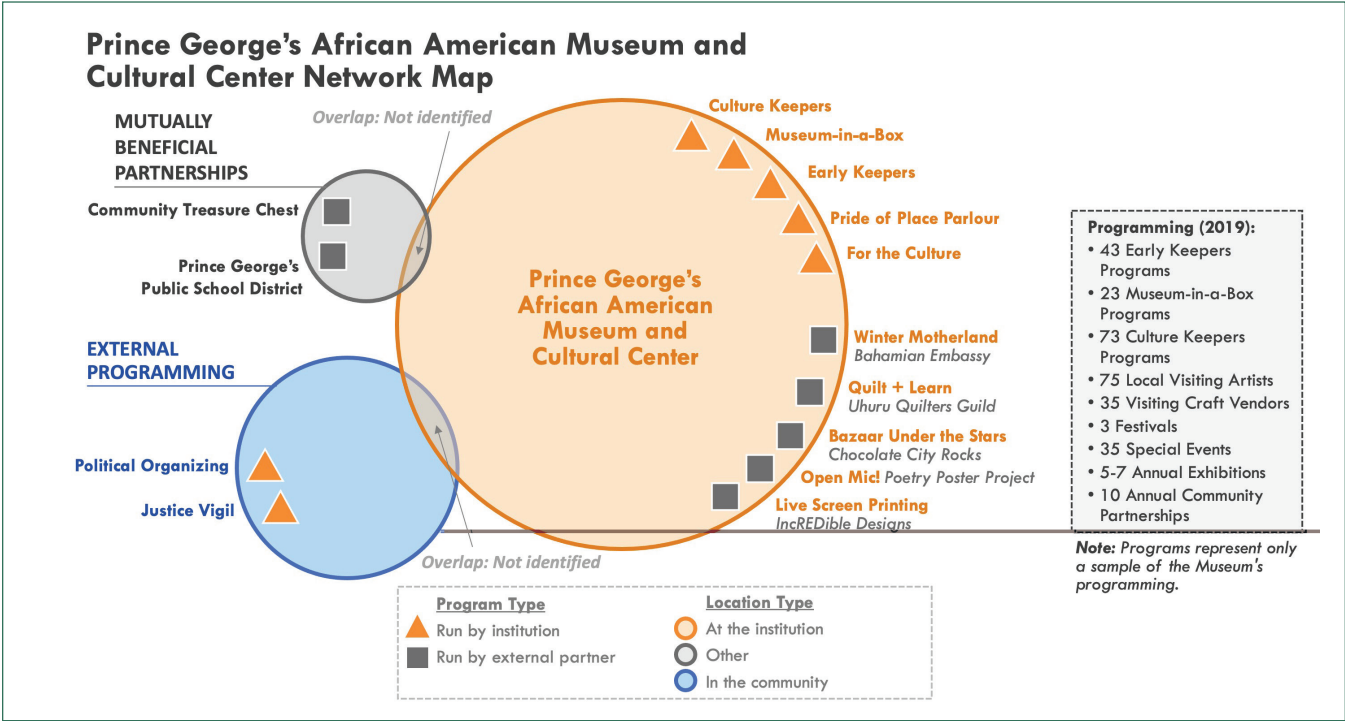 Prince George's African American Museum and
Cultural Center Network Map
MUTUALLY
BENEFICIAL
PARTNERSHIPS
Overlap: Not identified
Community Treasure Chest
Prince George's
Public School District
EXTERNAL
PROGRAMMING
Political Organizing
Justice Vigil
Overlap: Not identified
Prince George's
African American
Museum and
Cultural Center
Culture Keepers
Museum-in-a-Box
Early Keepers
Pride of Place Parlour
For the Culture
Winter Motherland
Bahamian Embassy
Quilt + Learn
Uhuru Quilters Guild
Bazaar Under the Stars
Chocolate City Rocks
Open Mic! Poetry Poster Project
Live Screen Printing
IncREDible Designs
Programming (2019):
• 43 Early Keepers
Programs
• 23 Museum-in-a-Box
Programs
• 73 Culture Keepers
Programs
• 75 Local Visiting Artists
• 35 Visiting Craft Vendors
• 3 Festivals
• 35 Special Events
• 5-7 Annual Exhibitions
• 10 Annual Community
Partnerships
Note: Programs represent only
a sample of the Museum's
programming.
Program Type
Run by institution
Run by external partner
Location Type
At the institution
Other
In the community